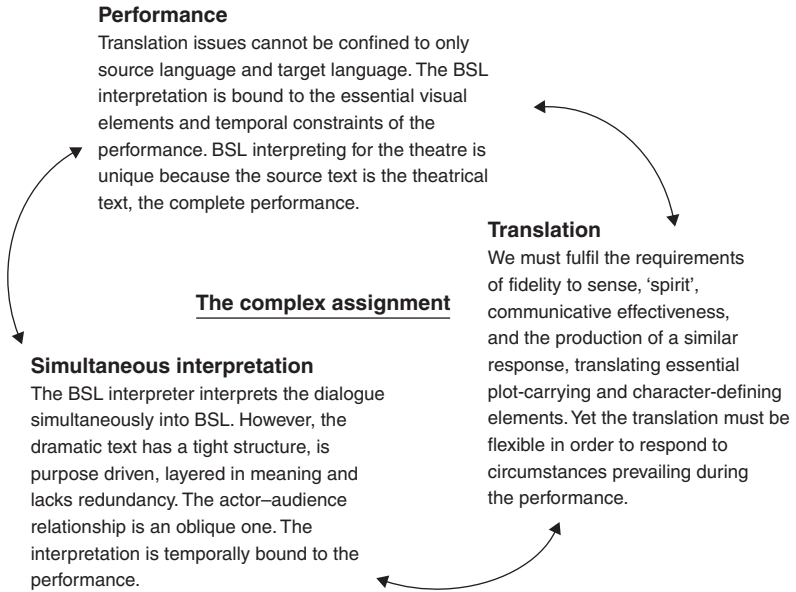 Performance
Translation issues cannot be confined to only
source language and target language. The BSL
interpretation is bound to the essential visual
elements and temporal constraints of the
performance. BSL interpreting for the theatre is
unique because the source text is the theatrical
text, the complete performance.
Translation
We must fulfil the requirements
of fidelity to sense, ‘spirit’,
communicative effectiveness,
and the production of a similar
response, translating essential
plot-carrying and character-defining
elements. Yet the translation must be
flexible in order to respond to
circumstances prevailing during
the performance.
The complex assignment
Simultaneous interpretation
The BSL interpreter interprets the dialogue
simultaneously into BSL. However, the
dramatic text has a tight structure, is
purpose driven, layered in meaning and
lacks redundancy. The actor–audience
relationship is an oblique one. The
interpretation is temporally bound to the
performance.